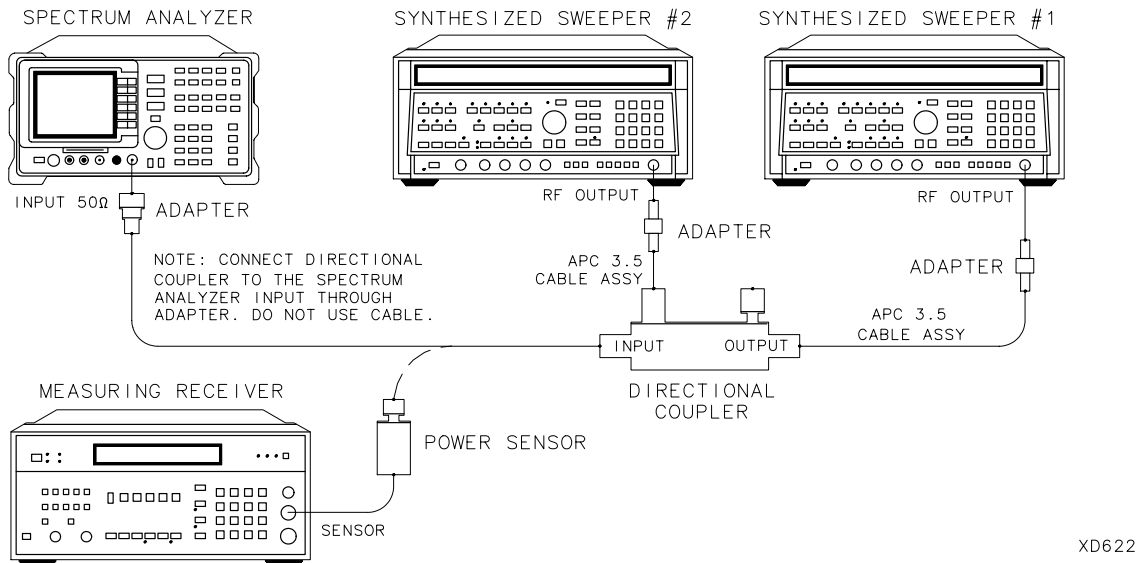 SPECTRUM ANALYZER
SYNTHESIZED SWEEPER #2
SYNTHESIZED SWEEPER #1
INPUT 50Ω
ADAPTER
RF OUTPUT
RF OUTPUT
ADAPTER
NOTE: CONNECT DIRECTIONAL
COUPLER TO THE SPECTRUM
ANALYZER INPUT THROUGH
ADAPTER. DO NOT USE CABLE.
APC 3.5
CABLE ASSY
ADAPTER
APC 3.5
CABLE ASSY
INPUT
OUTPUT
DIRECTIONAL
COUPLER
MEASURING RECEIVER
POWER SENSOR
SENSOR
XD622